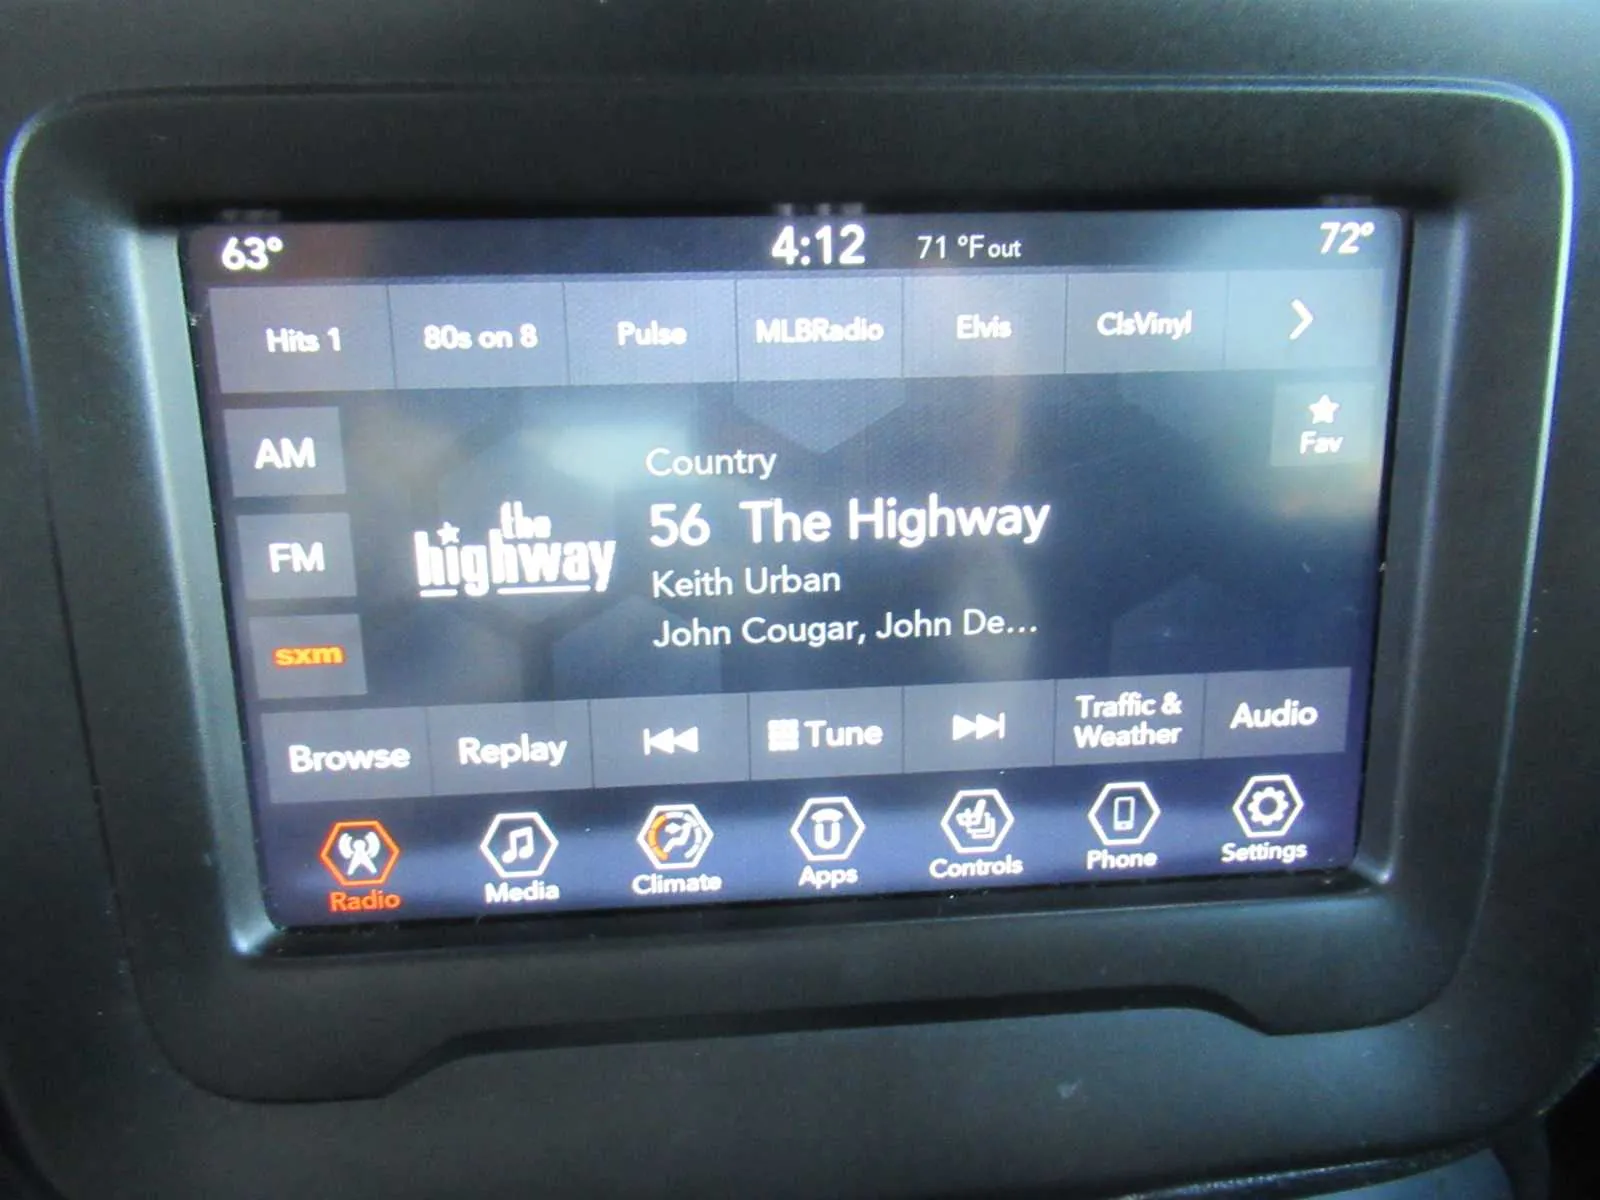 63° 4:12 71 °F out 72°
Hits 1 80s on 8 Pulse MLBRadio Elvis ClsVinyl
Fav
AM
Country
the
highway
56 The Highway
FM
Keith Urban
John Cougar, John De...
sxm
Browse Replay Tune Traffic &
Weather Audio
Radio Media Climate Apps Controls Phone Settings